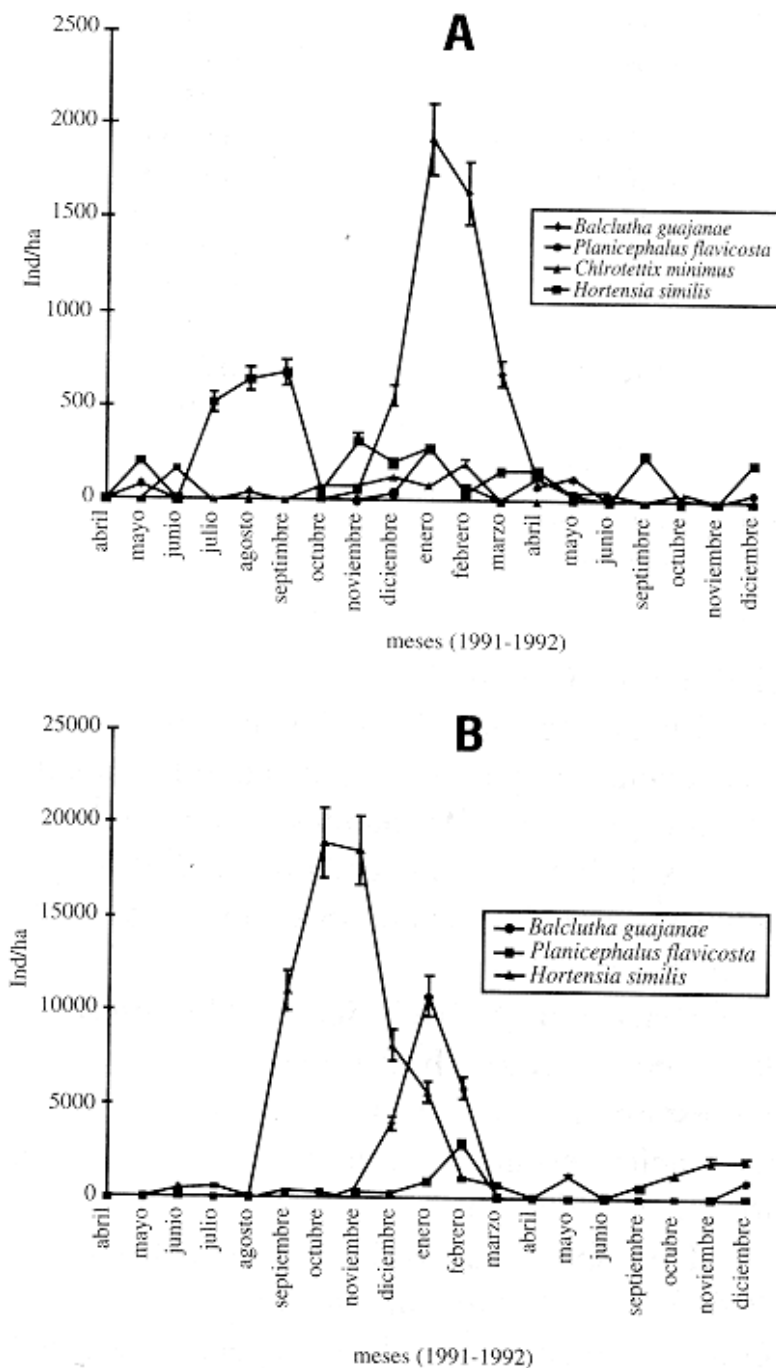 A
2500
2000
1500
1000
500
0
Ind/ha
Balclutha guajanae
Planicephalus flavicosta
Chlrotettix minimus
Hortensia similis
abril
mayo
junio
julio
agosto
septimbre
octubre
noviembre
diciembre
enero
febrero
marzo
abril
mayo
junio
septembre
octubre
noviembre
diciembre
meses (1991-1992)
B
25000
20000
15000
10000
5000
0
Ind/ha
Balclutha guajanae
Planicephalus flavicosta
Hortensia similis
abril
mayo
junio
julio
agosto
septiembre
octubre
noviembre
diciembre
enero
febrero
marzo
abril
mayo
junio
septiembre
octubre
noviembre
diciembre
meses (1991-1992)